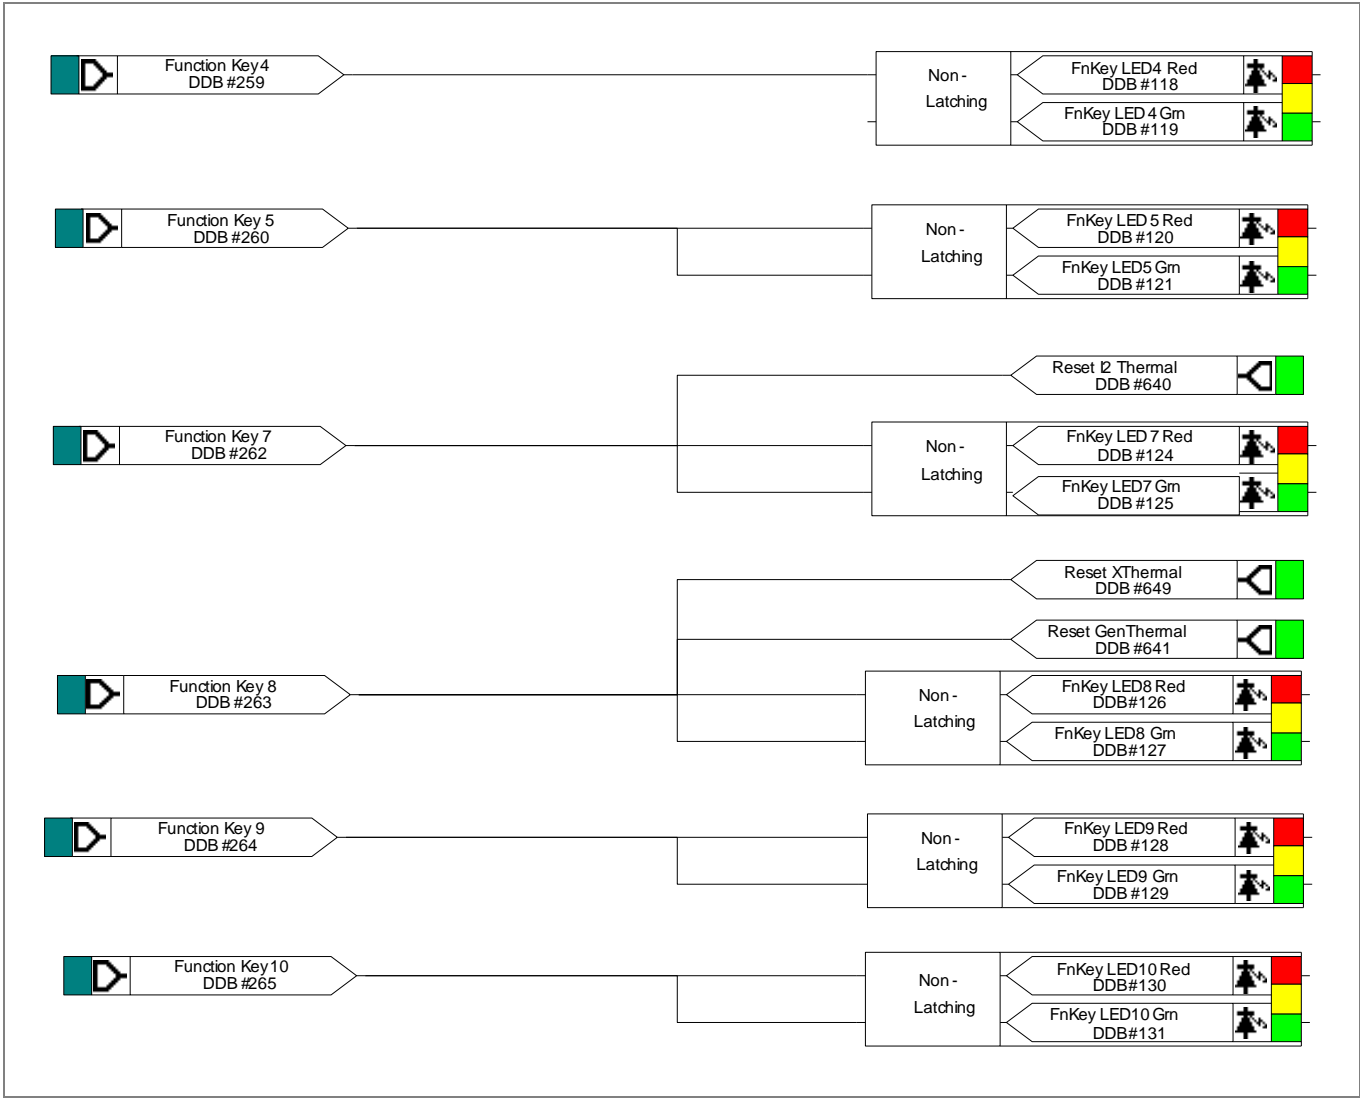 Function Key 4
DDB #259
Non -
Latching
FnKey LED4 Red
DDB #118
FnKey LED 4 Grn
DDB #119
Function Key 5
DDB #260
Non -
Latching
FnKey LED 5 Red
DDB #120
FnKey LED5 Grn
DDB #121
Reset I2 Thermal
DDB #640
Function Key 7
DDB #262
Non -
Latching
FnKey LED 7 Red
DDB #124
FnKey LED7 Grn
DDB #125
Reset XThermal
DDB #649
Reset GenThermal
DDB #641
Function Key 8
DDB #263
Non -
Latching
FnKey LED8 Red
DDB#126
FnKey LED8 Grn
DDB#127
Function Key 9
DDB #264
Non -
Latching
FnKey LED9 Red
DDB #128
FnKey LED9 Grn
DDB #129
Function Key 10
DDB #265
Non -
Latching
FnKey LED10 Red
DDB#130
FnKey LED10 Grn
DDB#131